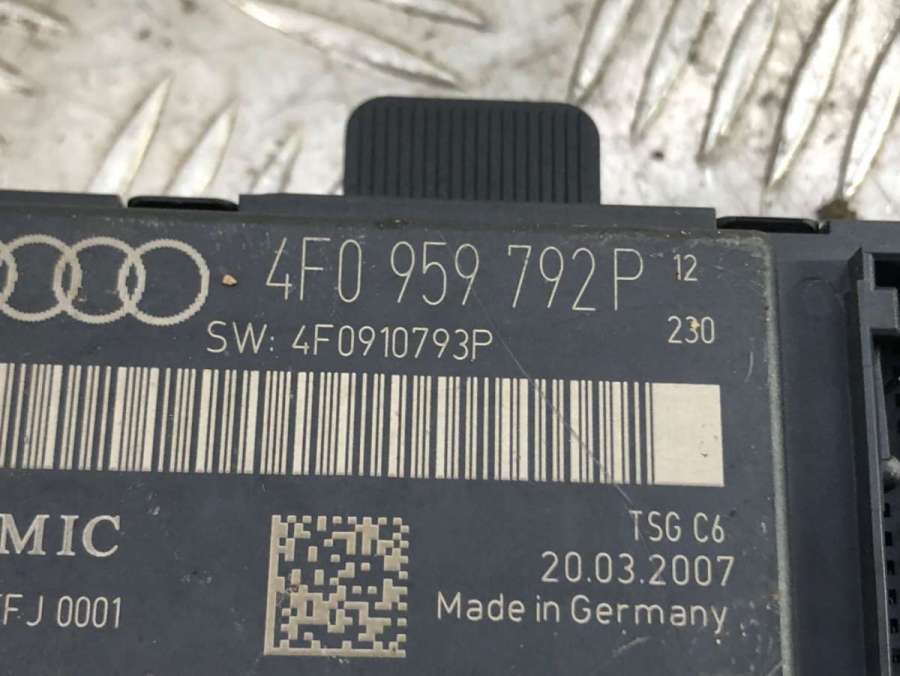 4F0 959 792P 12
SW: 4F0910793P 230
MIC
FJ 0001
TSG C6
20.03.2007
Made in Germany